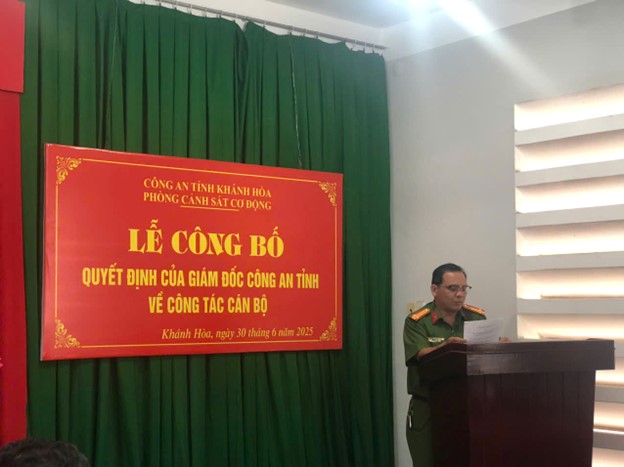 CÔNG AN TỈNH KHÁNH HÒA
PHÒNG CẢNH SÁT CƠ ĐỘNG
LỄ CÔNG BỐ
QUYẾT ĐỊNH CỦA GIÁM ĐỐC CÔNG AN TỈNH
VỀ CÔNG TÁC CÁN BỘ
Khánh Hòa, ngày 30 tháng 6 năm 2025